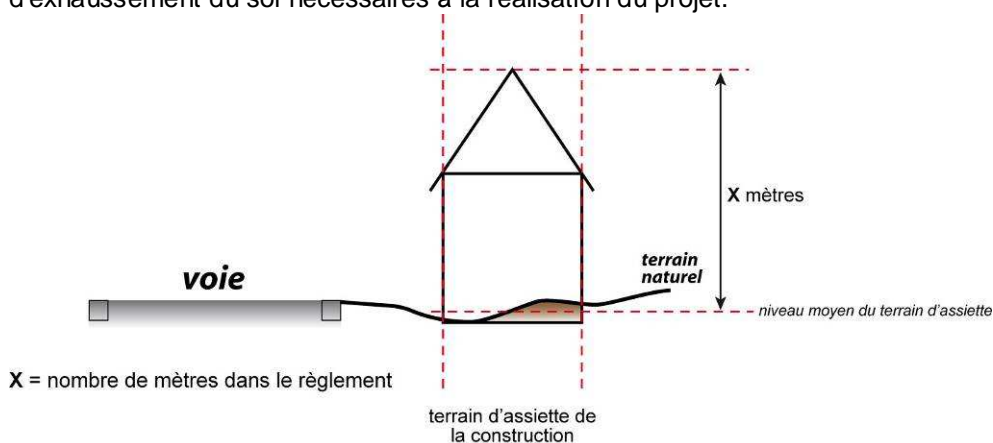 d'exhaussement du sol nécessaires à la réalisation du projet.
X mètres
voie
terrain
naturel
niveau moyen du terrain d'assiette
X = nombre de mètres dans le règlement
terrain d'assiette de
la construction